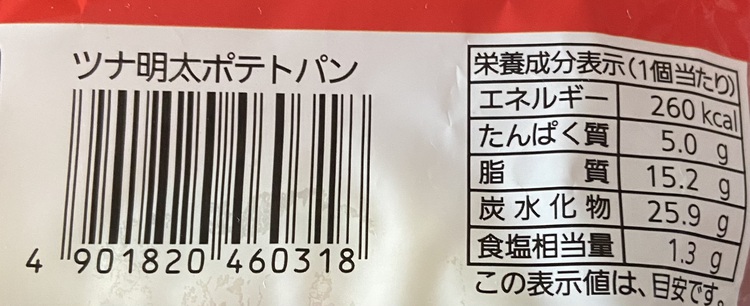 ツナ明太ポテトパン
4 901820 460318
栄養成分表示(1個当たり)
エネルギー 260 kcal
たんぱく質 5.0 g
脂質 15.2 g
炭水化物 25.9 g
食塩相当量 1.3 g
この表示値は、目安です。